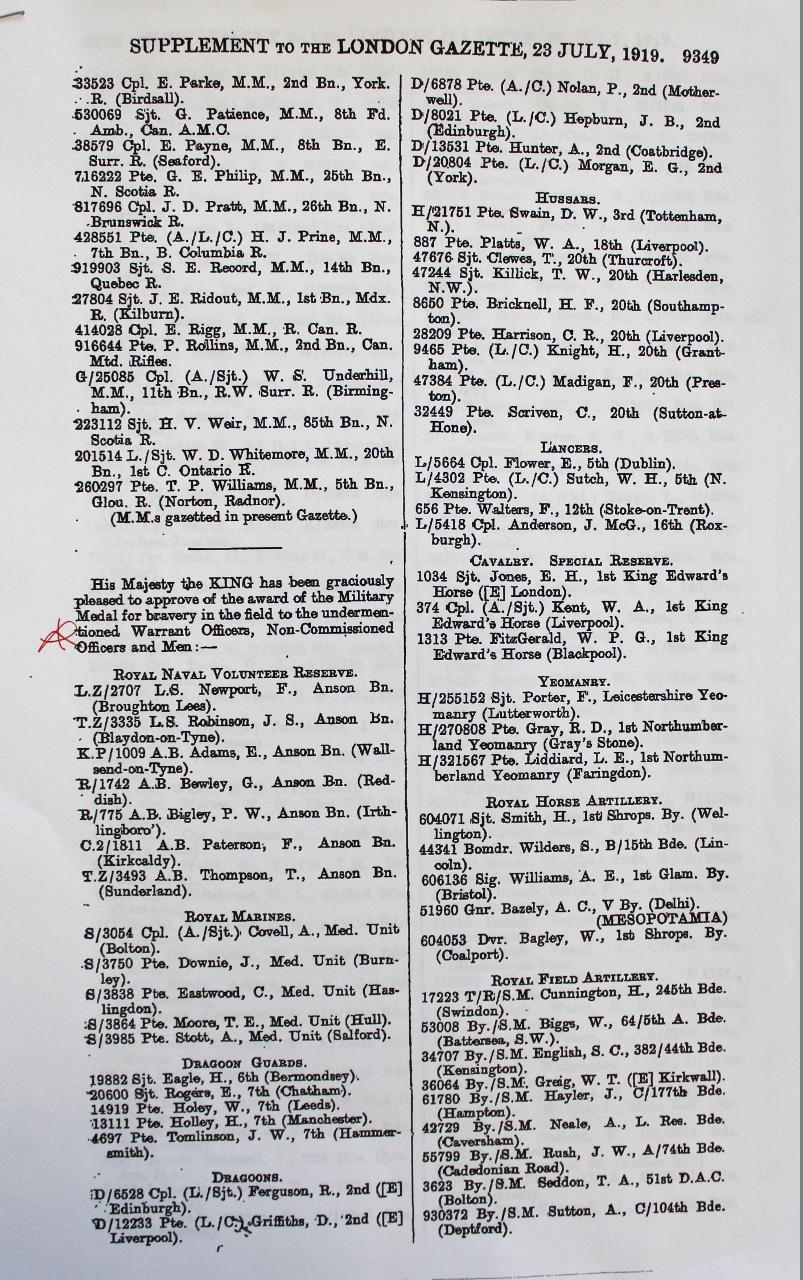 SUPPLEMENT TO THE LONDON GAZETTE, 23 JULY, 1919. 9349
33523 Cpl. E. Parke, M.M., 2nd Bn., York.
R. (Birdsall).
530069 Sjt. G. Patience, M.M., 8th Fd.
Amb., Can. A.M.C.
38579 Cpl. E. Payne, M.M., 8th Bn., E.
Surr. R. (Seaford).
716222 Pte. G. E. Philip, M.M., 25th Bn.,
N. Scotia R.
817696 Cpl. J. D. Pratt, M.M., 26th Bn., N.
Brunswick R.
428551 Pte. (A./L./C.) H. J. Prine, M.M.,
7th Bn., B. Columbia R.
919903 Sjt. S. E. Record, M.M., 14th Bn.,
Quebec R.
27804 Sjt. J. E. Ridout, M.M., 1st Bn., Mdx.
R. (Kilburn).
414028 Cpl. E. Rigg, M.M., R. Can. R.
916644 Pte. P. Rollins, M.M., 2nd Bn., Can.
Mtd. Rifles.
G/25085 Cpl. (A./Sjt.) W. S. Underhill,
M.M., 11th Bn., R.W. Surr. R. (Birming-
ham).
223112 Sjt. H. V. Weir, M.M., 85th Bn., N.
Scotia R.
201514 L./Sjt. W. D. Whitemore, M.M., 20th
Bn., 1st C. Ontario R.
260297 Pte. T. P. Williams, M.M., 5th Bn.,
Glou. R. (Norton, Radnor).
(M.M.s gazetted in present Gazette.)
His Majesty the KING has been graciously
pleased to approve of the award of the Military
Medal for bravery in the field to the undermen-
tioned Warrant Officers, Non-Commissioned
Officers and Men:—
ROYAL NAVAL VOLUNTEER RESERVE.
L.Z/2707 L.S. Newport, F., Anson Bn.
(Broughton Lees).
T.Z/3335 L.S. Robinson, J. S., Anson Bn.
(Blaydon-on-Tyne).
K.P/1009 A.B. Adams, E., Anson Bn. (Wall-
send-on-Tyne).
R/1742 A.B. Bewley, G., Anson Bn. (Red-
dish).
R/775 A.B. Bigley, P. W., Anson Bn. (Irth-
lingboro').
C.2/1811 A.B. Paterson, F., Anson Bn.
(Kirkcaldy).
T.Z/3493 A.B. Thompson, T., Anson Bn.
(Sunderland).
ROYAL MARINES.
S/3054 Cpl. (A./Sjt.) Covell, A., Med. Unit
(Bolton).
S/3750 Pte. Downie, J., Med. Unit (Burn-
ley).
S/3838 Pte. Eastwood, C., Med. Unit (Has-
lingdon).
S/3864 Pte. Moore, T. E., Med. Unit (Hull).
S/3985 Pte. Stott, A., Med. Unit (Salford).
DRAGOON GUARDS.
19882 Sjt. Eagle, H., 6th (Bermondsey).
20600 Sjt. Rogers, E., 7th (Chatham).
14919 Pte. Holey, W., 7th (Leeds).
13111 Pte. Holley, H., 7th (Manchester).
4697 Pte. Tomlinson, J. W., 7th (Hammer-
smith).
DRAGOONS.
D/6528 Cpl. (L./Sjt.) Ferguson, R., 2nd ([E]
Edinburgh).
D/12233 Pte. (L./C.) Griffiths, D., 2nd ([E]
Liverpool).
D/6878 Pte. (A./C.) Nolan, P., 2nd (Mother-
well).
D/8021 Pte. (L./C.) Hepburn, J. B., 2nd
(Edinburgh).
D/13531 Pte. Hunter, A., 2nd (Coatbridge).
D/20804 Pte. (L./C.) Morgan, E. G., 2nd
(York).
HUSSARS.
H/21751 Pte. Swain, D. W., 3rd (Tottenham,
N.).
887 Pte. Platts, W. A., 18th (Liverpool).
47676 Sjt. Clewes, T., 20th (Thurcroft).
47244 Sjt. Killick, T. W., 20th (Harlesden,
N.W.).
8650 Pte. Bricknell, H. F., 20th (Southamp-
ton).
28209 Pte. Harrison, C. R., 20th (Liverpool).
9465 Pte. (L./C.) Knight, H., 20th (Grant-
ham).
47384 Pte. (L./C.) Madigan, F., 20th (Pres-
ton).
32449 Pte. Scriven, C., 20th (Sutton-at-
Hone).
LANCERS.
L/5664 Cpl. Flower, E., 5th (Dublin).
L/4302 Pte. (L./C.) Sutch, W. H., 5th (N.
Kensington).
656 Pte. Walters, F., 12th (Stoke-on-Trent).
L/5418 Cpl. Anderson, J. McG., 16th (Rox-
burgh).
CAVALRY. SPECIAL RESERVE.
1034 Sjt. Jones, E. H., 1st King Edward's
Horse ([E] London).
374 Cpl. (A./Sjt.) Kent, W. A., 1st King
Edward's Horse (Liverpool).
1313 Pte. FitzGerald, W. P. G., 1st King
Edward's Horse (Blackpool).
YEOMANRY.
H/255152 Sjt. Porter, F., Leicestershire Yeo-
manry (Lutterworth).
H/270808 Pte. Gray, R. D., 1st Northumber-
land Yeomanry (Gray's Stone).
H/321567 Pte. Liddiard, L. E., 1st Northum-
berland Yeomanry (Faringdon).
ROYAL HORSE ARTILLERY.
604071 Sjt. Smith, H., 1st Shrops. By. (Wel-
lington).
44341 Bomdr. Wilders, S., B/15th Bde. (Lin-
coln).
606136 Sig. Williams, A. E., 1st Glam. By.
(Bristol).
51960 Gnr. Bazely, A. C., V By. (Delhi).
(MESOPOTAMIA)
604053 Dvr. Bagley, W., 1st Shrops. By.
(Coalport).
ROYAL FIELD ARTILLERY.
17223 T/R/S.M. Cunnington, H., 245th Bde.
(Swindon).
53008 By./S.M. Biggs, W., 64/5th A. Bde.
(Battersea, S.W.).
34707 By./S.M. English, S. C., 382/44th Bde.
(Kensington).
36064 By./S.M. Greig, W. T. ([E] Kirkwall).
61780 By./S.M. Hayler, J., C/177th Bde.
(Hampton).
42729 By./S.M. Neale, A., L. Res. Bde.
(Caversham).
55799 By./S.M. Rush, J. W., A/74th Bde.
(Cadedonian Road).
3623 By./S.M. Seddon, T. A., 51st D.A.C.
(Bolton).
930372 By./S.M. Sutton, A., C/104th Bde.
(Deptford).